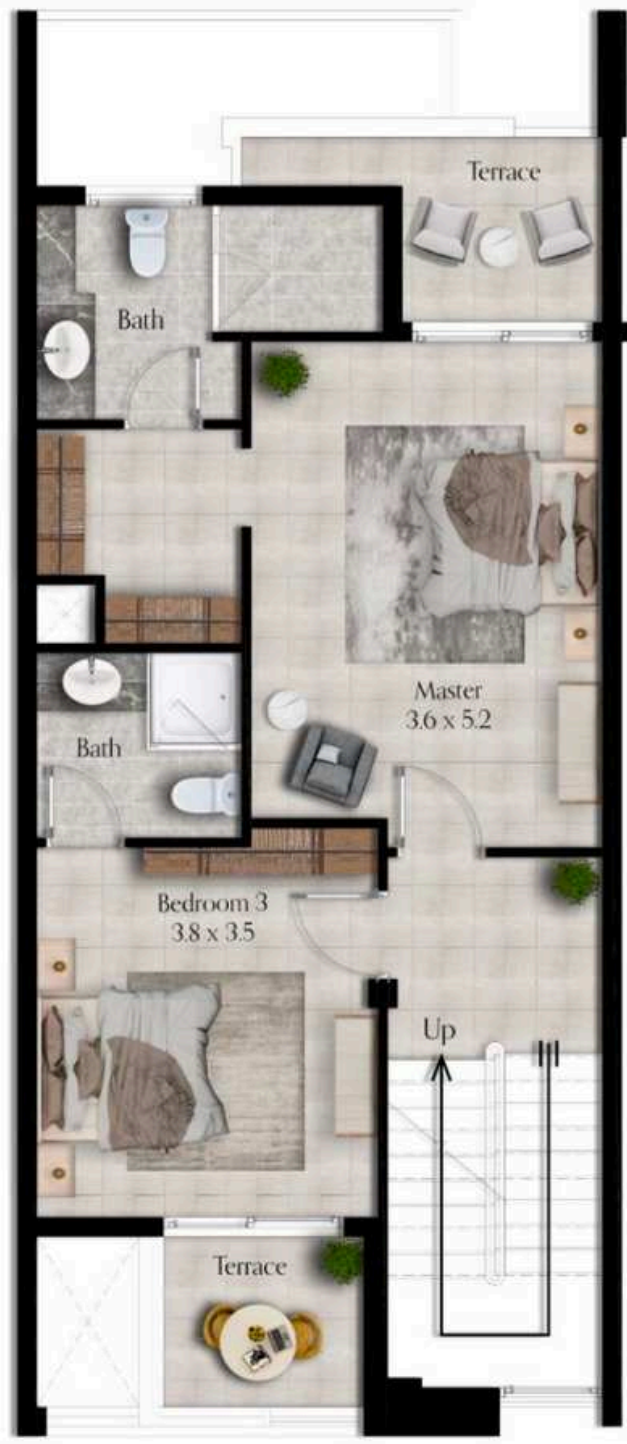 Terrace
Bath
Master
3.6 x 5.2
Bath
Bedroom 3
3.8 x 3.5
Up
Terrace